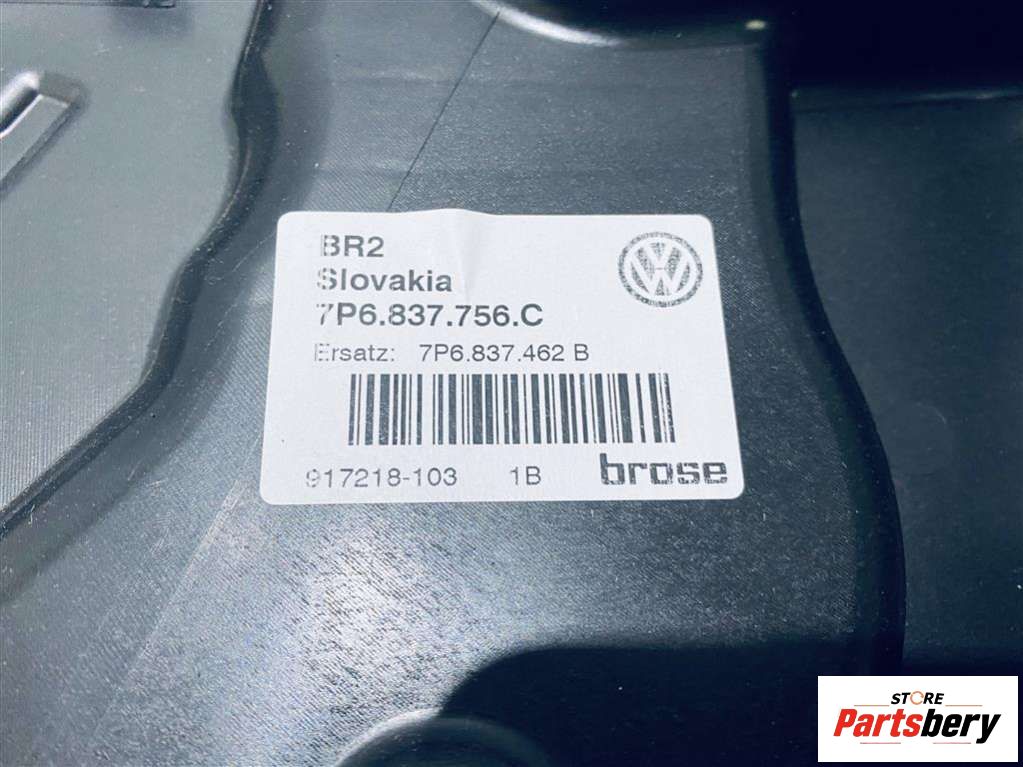 BR2
Slovakia
7P6.837.756.C
Ersatz: 7P6.837.462 B
917218-103 1B brose
STORE
Partsbery